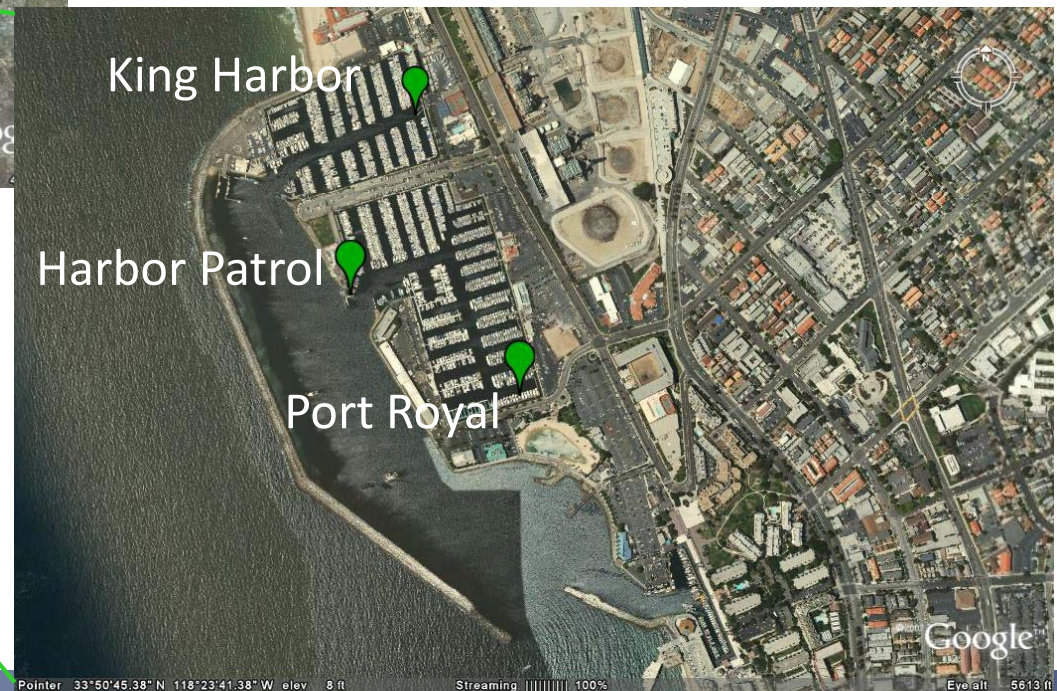 King Harbor
N
Harbor Patrol
Port Royal
Google
Pointer 33°50'45.38" N 118°23'41.38" W elev 8 ft Streaming ||||||||| 100% Eye alt 5613 ft